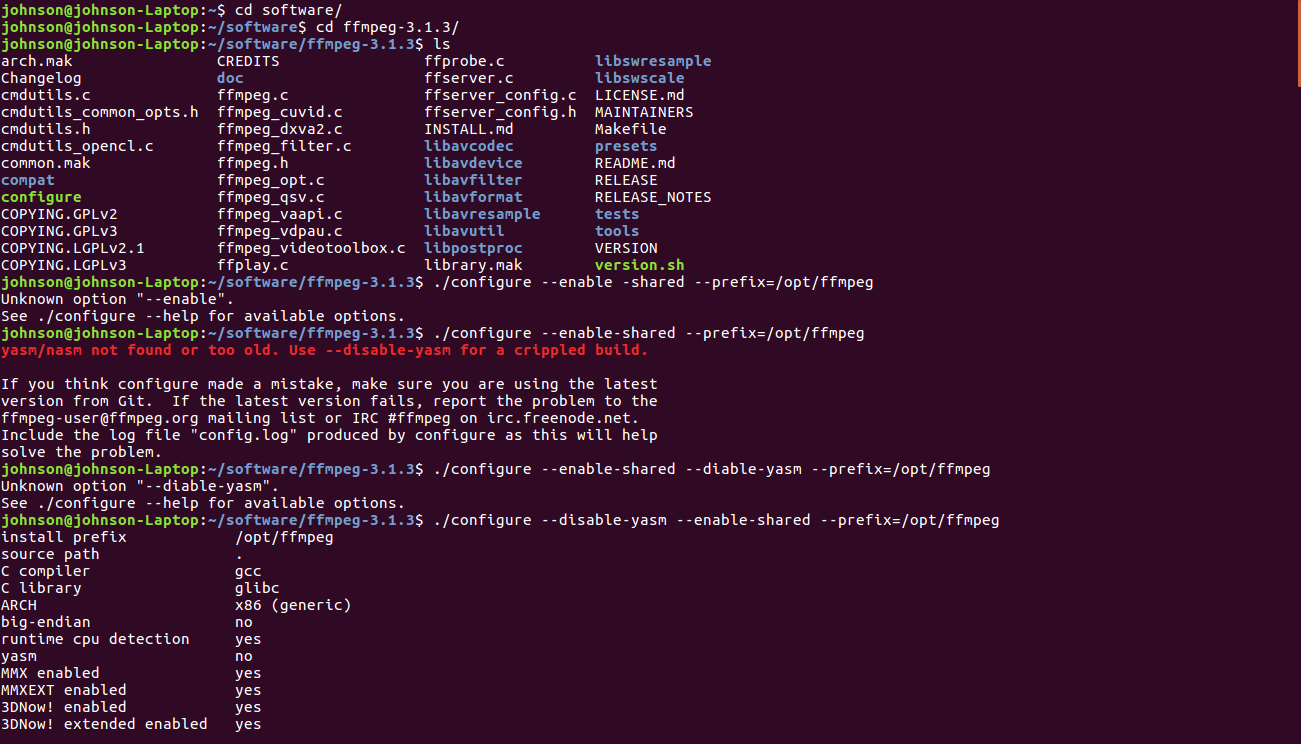 johnson@johnson-Laptop:~$ cd software/
johnson@johnson-Laptop:~/software$ cd ffmpeg-3.1.3/
johnson@johnson-Laptop:~/software/ffmpeg-3.1.3$ ls
arch.mak                CREDITS                 ffprobe.c          libswresample
Changelog               doc                     ffserver.c         libswscale
cmdutils.c              ffmpeg.c                ffserver_config.c  LICENSE.md
cmdutils_common_opts.h  ffmpeg_cuvid.c          ffserver_config.h  MAINTAINERS
cmdutils.h              ffmpeg_dxva2.c          INSTALL.md         Makefile
cmdutils_opencl.c       ffmpeg_filter.c         libavcodec         presets
common.mak              ffmpeg.h                libavdevice        README.md
compat                  ffmpeg_opt.c            libavfilter        RELEASE
configure               ffmpeg_qsv.c            libavformat        RELEASE_NOTES
COPYING.GPLv2           ffmpeg_vaapi.c          libavresample      tests
COPYING.GPLv3           ffmpeg_vdpau.c          libavutil          tools
COPYING.LGPLv2.1        ffmpeg_videotoolbox.c   libpostproc        VERSION
COPYING.LGPLv3          ffplay.c                library.mak        version.sh
johnson@johnson-Laptop:~/software/ffmpeg-3.1.3$ ./configure --enable -shared --prefix=/opt/ffmpeg
Unknown option "--enable".
See ./configure --help for available options.
johnson@johnson-Laptop:~/software/ffmpeg-3.1.3$ ./configure --enable-shared --prefix=/opt/ffmpeg
yasm/nasm not found or too old. Use --disable-yasm for a crippled build.

If you think configure made a mistake, make sure you are using the latest
version from Git.  If the latest version fails, report the problem to the
ffmpeg-user@ffmpeg.org mailing list or IRC #ffmpeg on irc.freenode.net.
Include the log file "config.log" produced by configure as this will help
solve the problem.
johnson@johnson-Laptop:~/software/ffmpeg-3.1.3$ ./configure --enable-shared --diable-yasm --prefix=/opt/ffmpeg
Unknown option "--diable-yasm".
See ./configure --help for available options.
johnson@johnson-Laptop:~/software/ffmpeg-3.1.3$ ./configure --disable-yasm --enable-shared --prefix=/opt/ffmpeg
install prefix            /opt/ffmpeg
source path               .
C compiler                gcc
C library                 glibc
ARCH                      x86 (generic)
big-endian                no
runtime cpu detection     yes
yasm                      no
MMX enabled               yes
MMXEXT enabled            yes
3DNow! enabled            yes
3DNow! extended enabled   yes